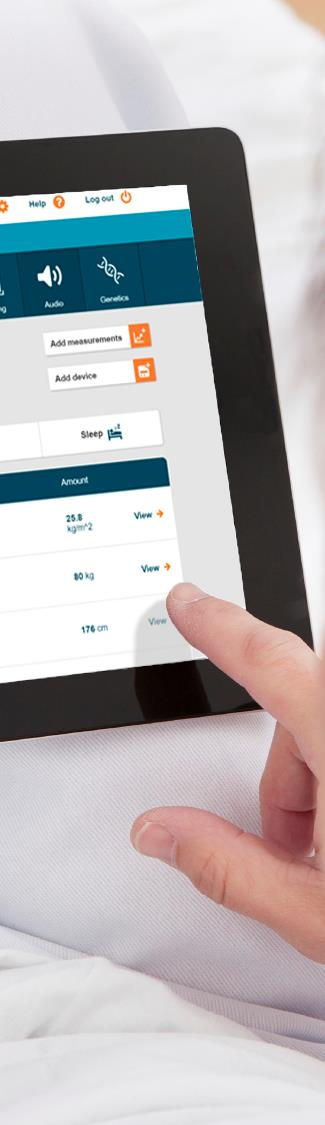 Help
Log out
Audio
Genetics
Add measurements
Add device
Sleep
Amount
25.8
kg/m^2
View
80 kg
View
176 cm
View